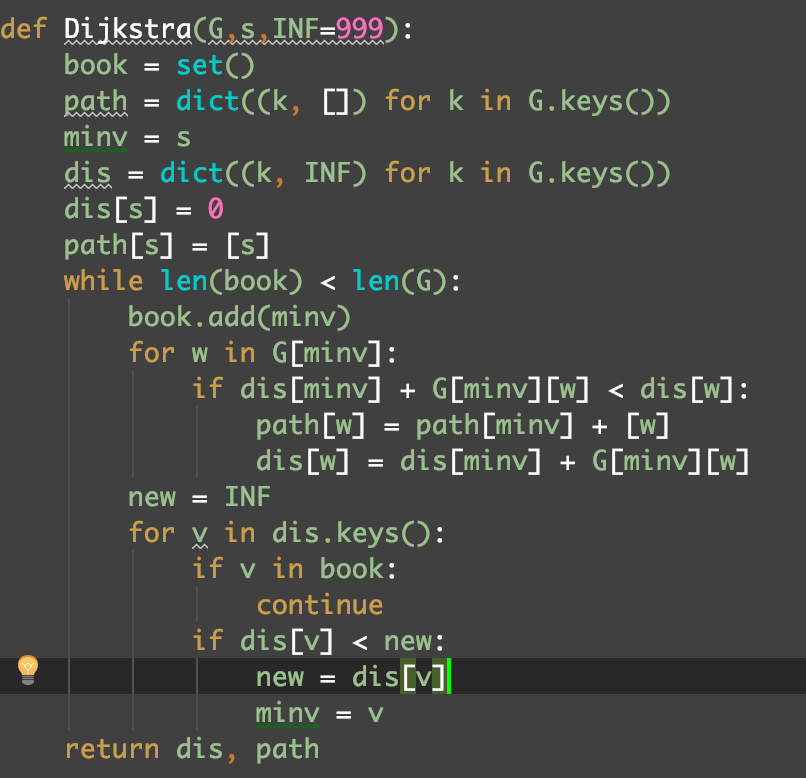 def Dijkstra(G,s,INF=999):
    book = set()
    path = dict((k, []) for k in G.keys())
    minv = s
    dis = dict((k, INF) for k in G.keys())
    dis[s] = 0
    path[s] = [s]
    while len(book) < len(G):
        book.add(minv)
        for w in G[minv]:
            if dis[minv] + G[minv][w] < dis[w]:
                path[w] = path[minv] + [w]
                dis[w] = dis[minv] + G[minv][w]
        new = INF
        for v in dis.keys():
            if v in book:
                continue
            if dis[v] < new:
                new = dis[v]
                minv = v
    return dis, path